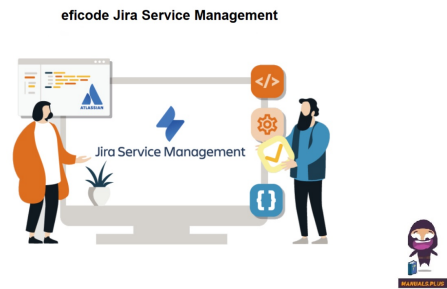 eficode Jira Service Management
ATLASSIAN
</>
Jira Service Management
{}
MANUALS.PLUS